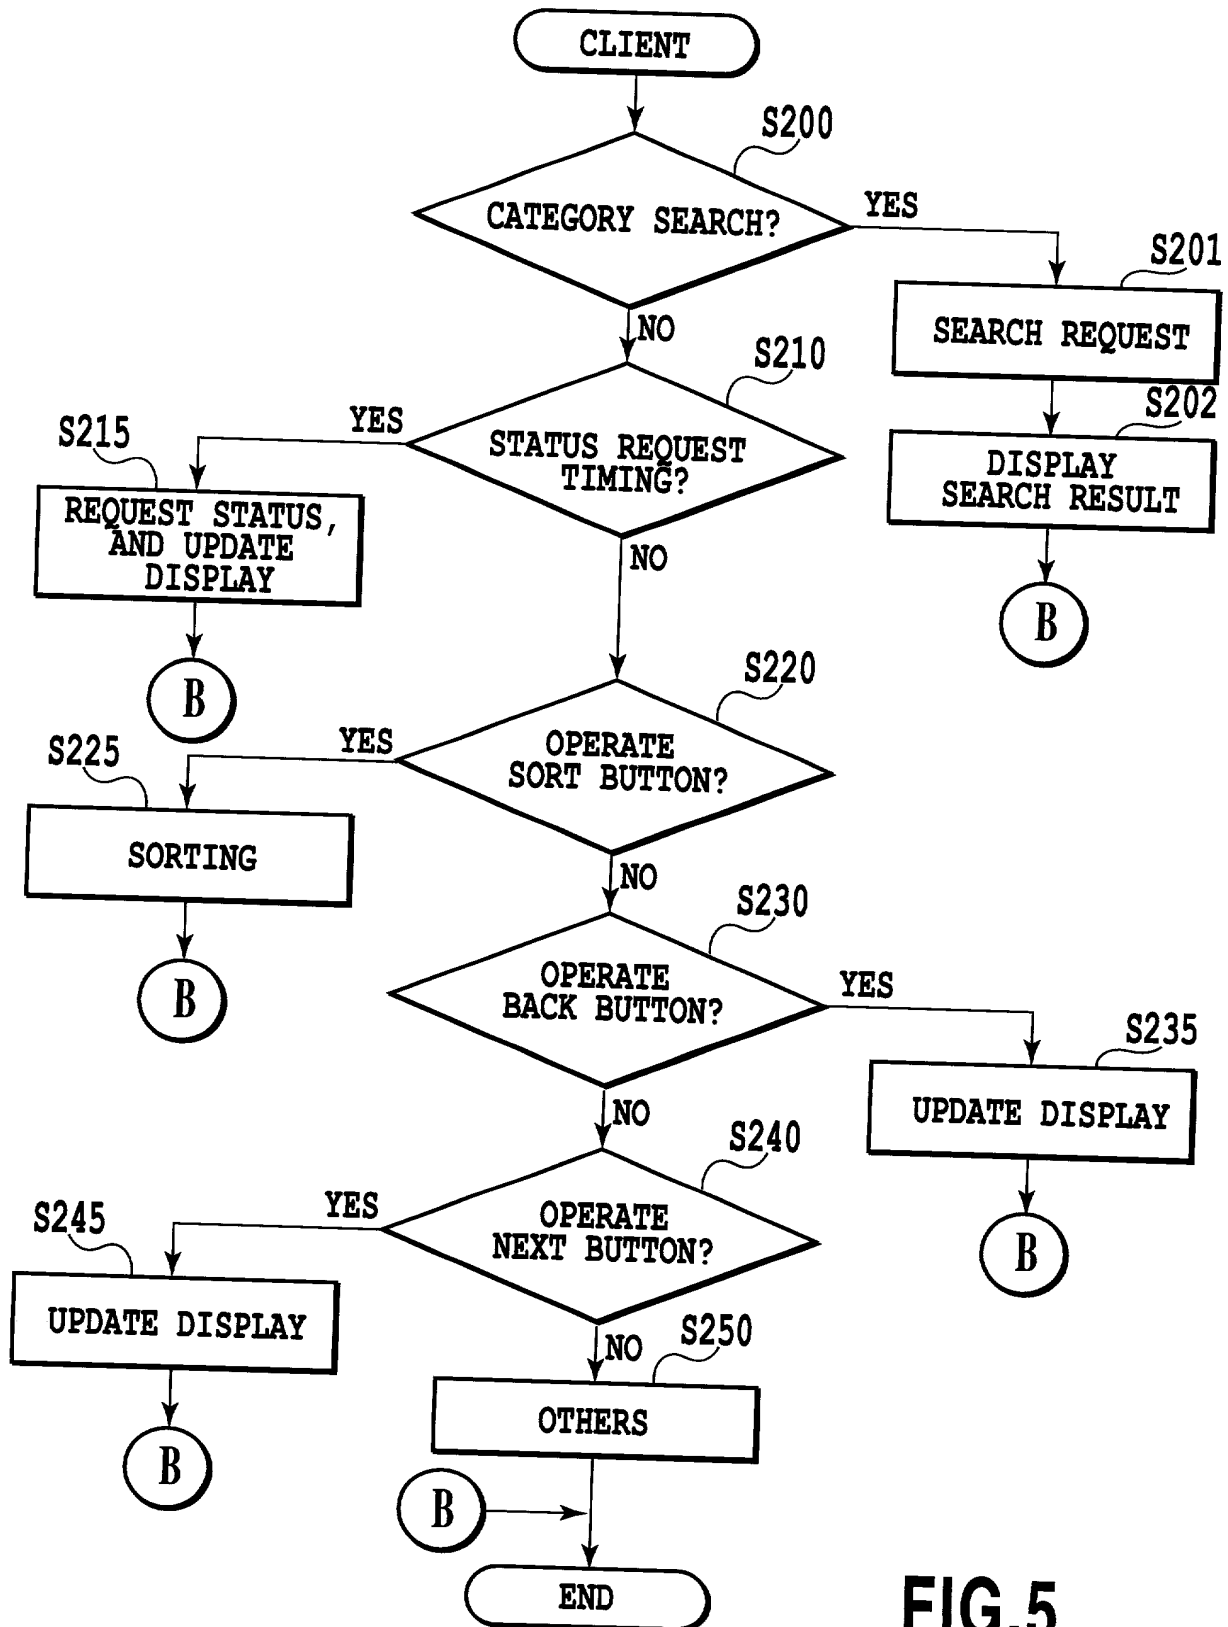 CLIENT
S200
CATEGORY SEARCH?
YES
S201
SEARCH REQUEST
NO
S210
S202
YES
S215
STATUS REQUEST
TIMING?
DISPLAY
SEARCH RESULT
REQUEST STATUS,
AND UPDATE
DISPLAY
NO
B
B
S220
S225
YES
OPERATE
SORT BUTTON?
SORTING
NO
S230
B
OPERATE
BACK BUTTON?
YES
S235
UPDATE DISPLAY
NO
S240
S245
YES
OPERATE
NEXT BUTTON?
B
UPDATE DISPLAY
NO
S250
OTHERS
B
B
END
FIG.5